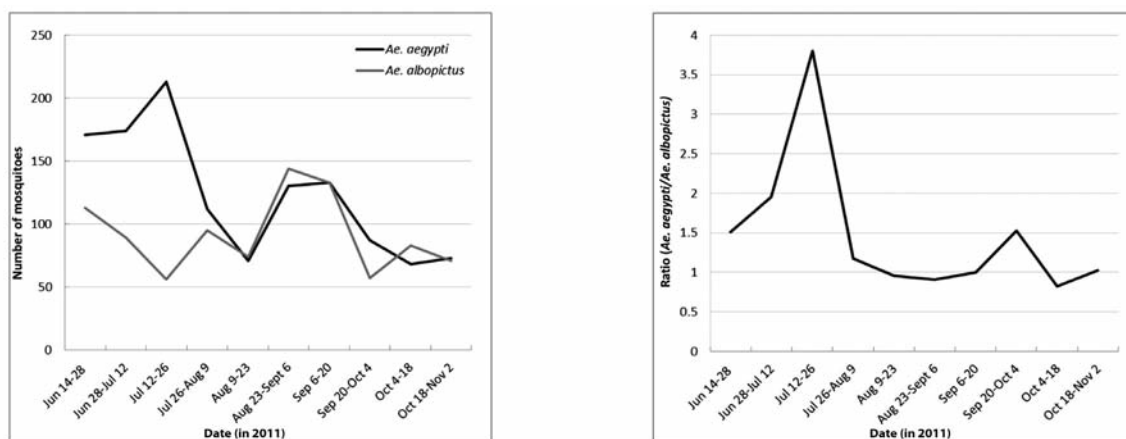 250
200
150
100
50
0
Number of mosquitoes
Ae. aegypti
Ae. albopictus
Jun 14-28
Jun 28-Jul 12
Jul 12-26
Jul 26-Aug 9
Aug 9-23
Aug 23-Sept 6
Sep 6-20
Sep 20-Oct 4
Oct 4-18
Oct 18-Nov 2
Date (in 2011)
4
3.5
3
2.5
2
1.5
1
0.5
0
Ratio (Ae. aegypti/Ae. albopictus)
Jun 14-28
Jun 28-Jul 12
Jul 12-26
Jul 26-Aug 9
Aug 9-23
Aug 23-Sept 6
Sep 6-20
Sep 20-Oct 4
Oct 4-18
Oct 18-Nov 2
Date (in 2011)